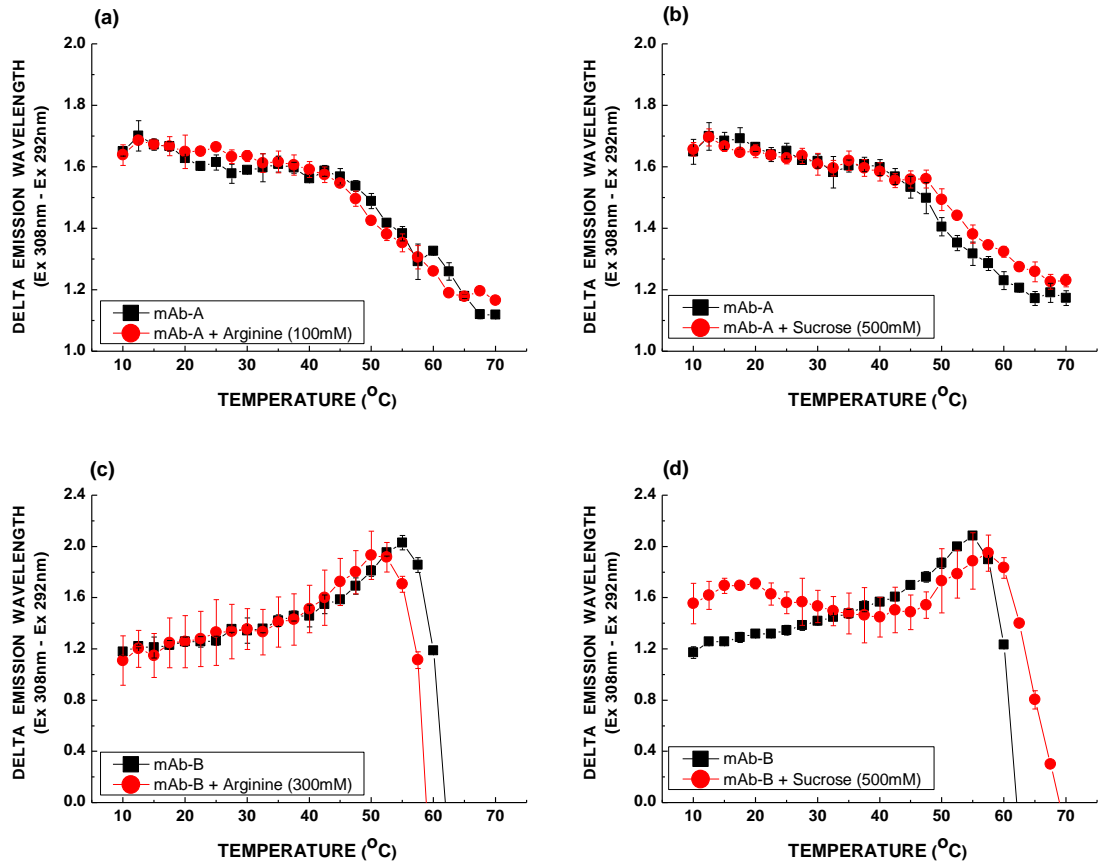 (a)
2.0
1.8
1.6
1.4
1.2
1.0
DELTA EMISSION WAVELENGTH
(Ex 308nm - Ex 292nm)
mAb-A
mAb-A + Arginine (100mM)
10 20 30 40 50 60 70
TEMPERATURE (°C)
(b)
2.0
1.8
1.6
1.4
1.2
1.0
DELTA EMISSION WAVELENGTH
(Ex 308nm - Ex 292nm)
mAb-A
mAb-A + Sucrose (500mM)
10 20 30 40 50 60 70
TEMPERATURE (°C)
(c)
2.4
2.0
1.6
1.2
0.8
0.4
0.0
DELTA EMISSION WAVELENGTH
(Ex 308nm - Ex 292nm)
mAb-B
mAb-B + Arginine (300mM)
10 20 30 40 50 60 70
TEMPERATURE (°C)
(d)
2.4
2.0
1.6
1.2
0.8
0.4
0.0
DELTA EMISSION WAVELENGTH
(Ex 308nm - Ex 292nm)
mAb-B
mAb-B + Sucrose (500mM)
10 20 30 40 50 60 70
TEMPERATURE (°C)